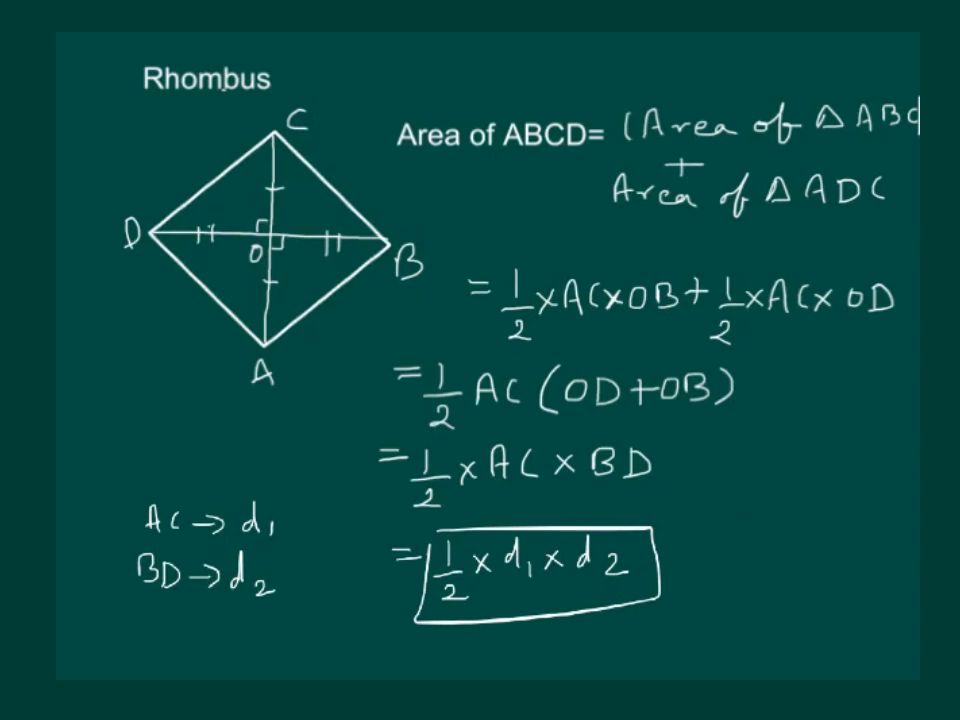 Rhombus
C
Area of ABCD= (Area of Δ ABC
+
Area of Δ ADC
D
O
B
A
= 1/2 × AC × OB + 1/2 × AC × OD
= 1/2 AC (OD + OB)
= 1/2 × AC × BD
AC → d₁
BD → d₂
= 1/2 × d₁ × d₂